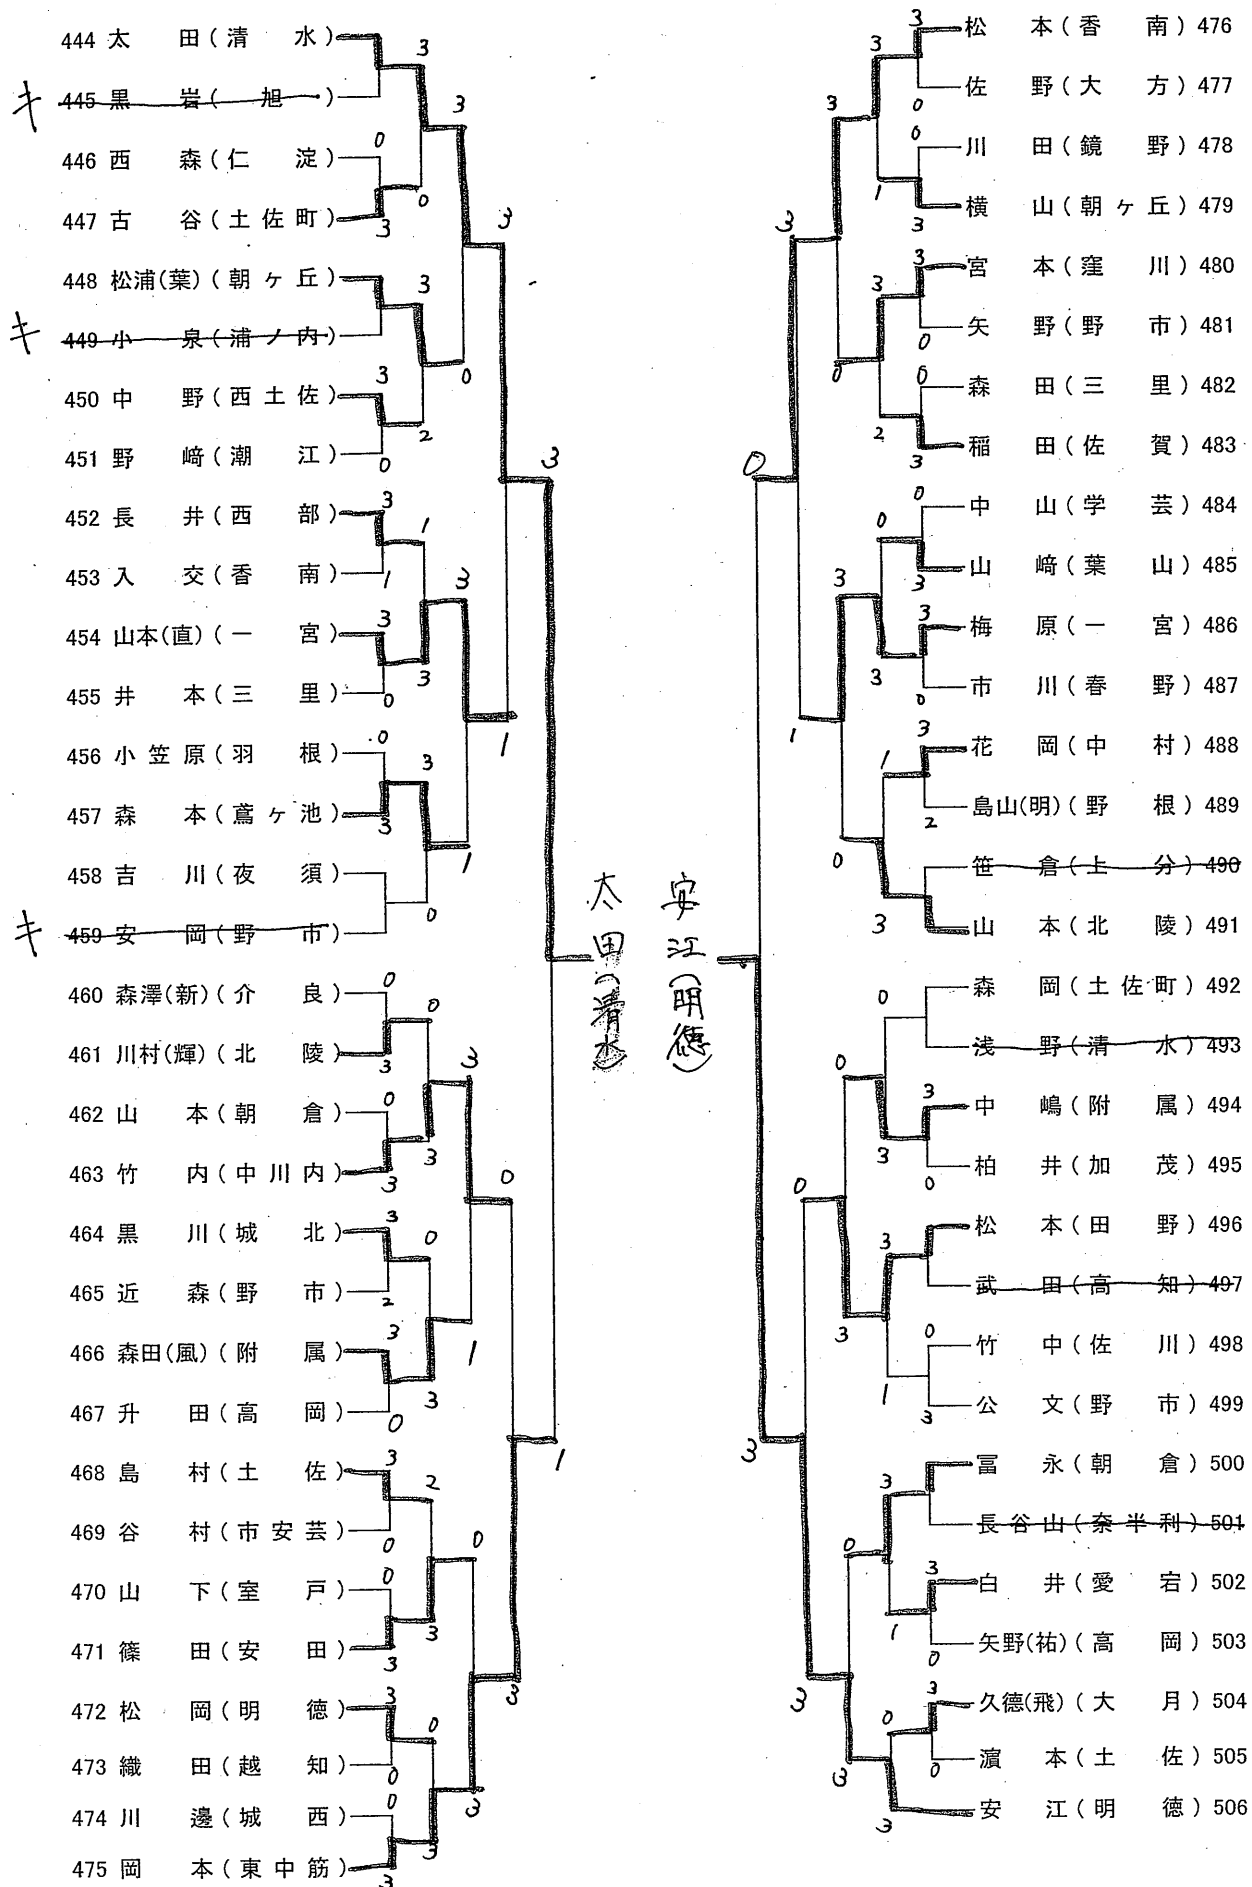 444 太田(清水)
キ 445 黒岩(旭)
446 西森(仁淀)
447 古谷(土佐町)
448 松浦(葉)(朝ヶ丘)
キ 449 小泉(浦ノ内)
450 中野(西土佐)
451 野﨑(潮江)
452 長井(西部)
453 入交(香南)
454 山本(直)(一宮)
455 井本(三里)
456 小笠原(羽根)
457 森本(鳶ヶ池)
458 吉川(夜須)
キ 459 安岡(野市)
460 森澤(新)(介良)
461 川村(輝)(北陵)
462 山本(朝倉)
463 竹内(中川内)
464 黒川(城北)
465 近森(野市)
466 森田(風)(附属)
467 升田(高岡)
468 島村(土佐)
469 谷村(市安芸)
470 山下(室戸)
471 篠田(安田)
472 松岡(明徳)
473 織田(越知)
474 川邊(城西)
475 岡本(東中筋)
太田(清水)
安江(明徳)
松本(香南)476
佐野(大方)477
川田(鏡野)478
横山(朝ヶ丘)479
宮本(窪川)480
矢野(野市)481
森田(三里)482
稲田(佐賀)483
中山(学芸)484
山﨑(葉山)485
梅原(一宮)486
市川(春野)487
花岡(中村)488
島山(明)(野根)489
笹倉(上分)490
山本(北陵)491
森岡(土佐町)492
浅野(清水)493
中嶋(附属)494
柏井(加茂)495
松本(田野)496
武田(高知)497
竹中(佐川)498
公文(野市)499
冨永(朝倉)500
長谷山(奈半利)501
白井(愛宕)502
矢野(祐)(高岡)503
久徳(飛)(大月)504
濵本(土佐)505
安江(明徳)506